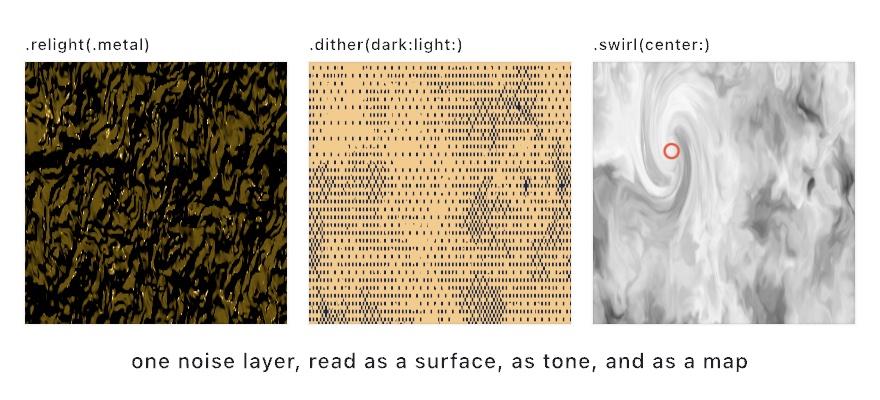 .relight(.metal)
.dither(dark:light:)
.swirl(center:)
one noise layer, read as a surface, as tone, and as a map